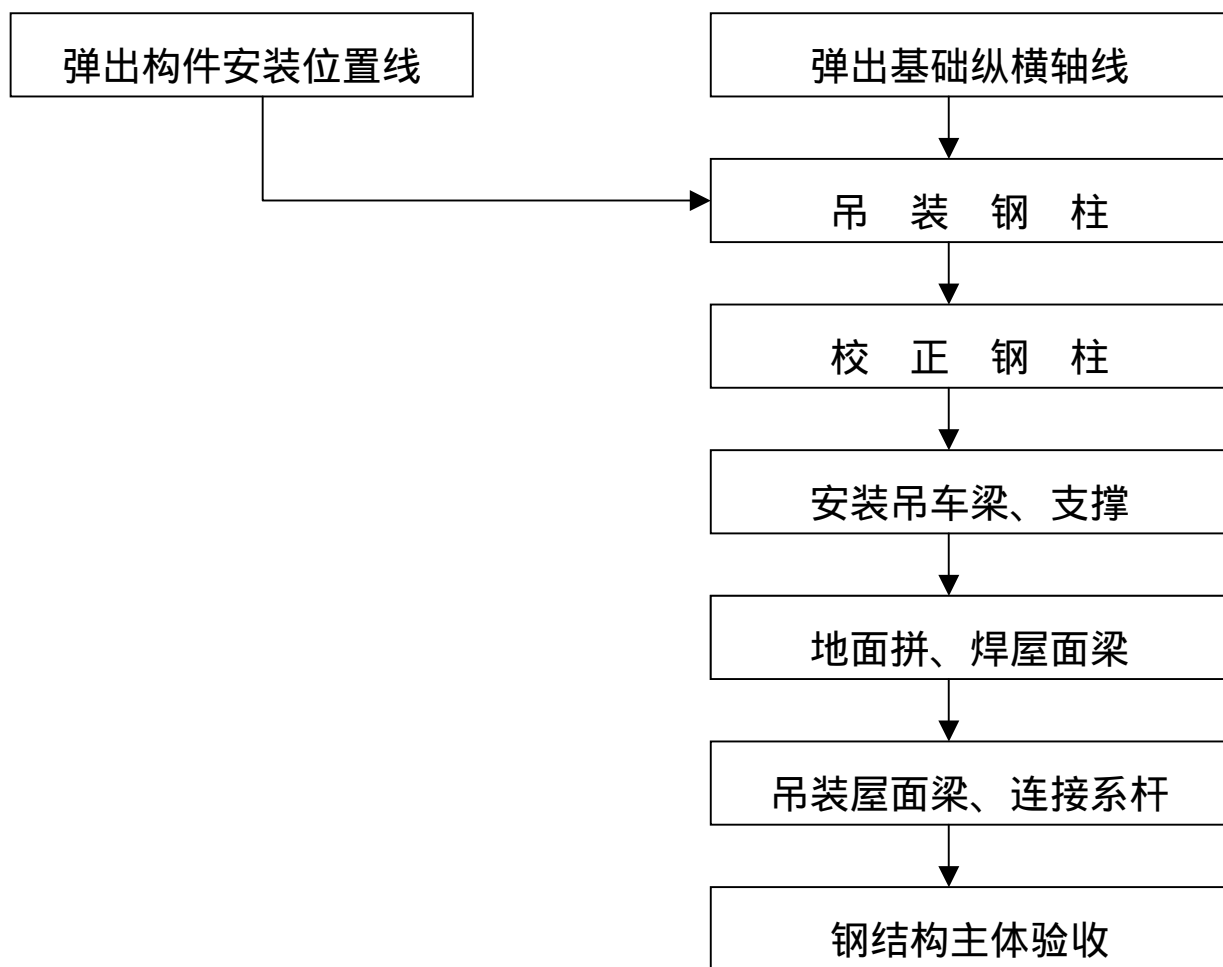 弹出构件安装位置线
弹出基础纵横轴线
吊 装 钢 柱
校 正 钢 柱
安装吊车梁、支撑
地面拼、焊屋面梁
吊装屋面梁、连接系杆
钢结构主体验收